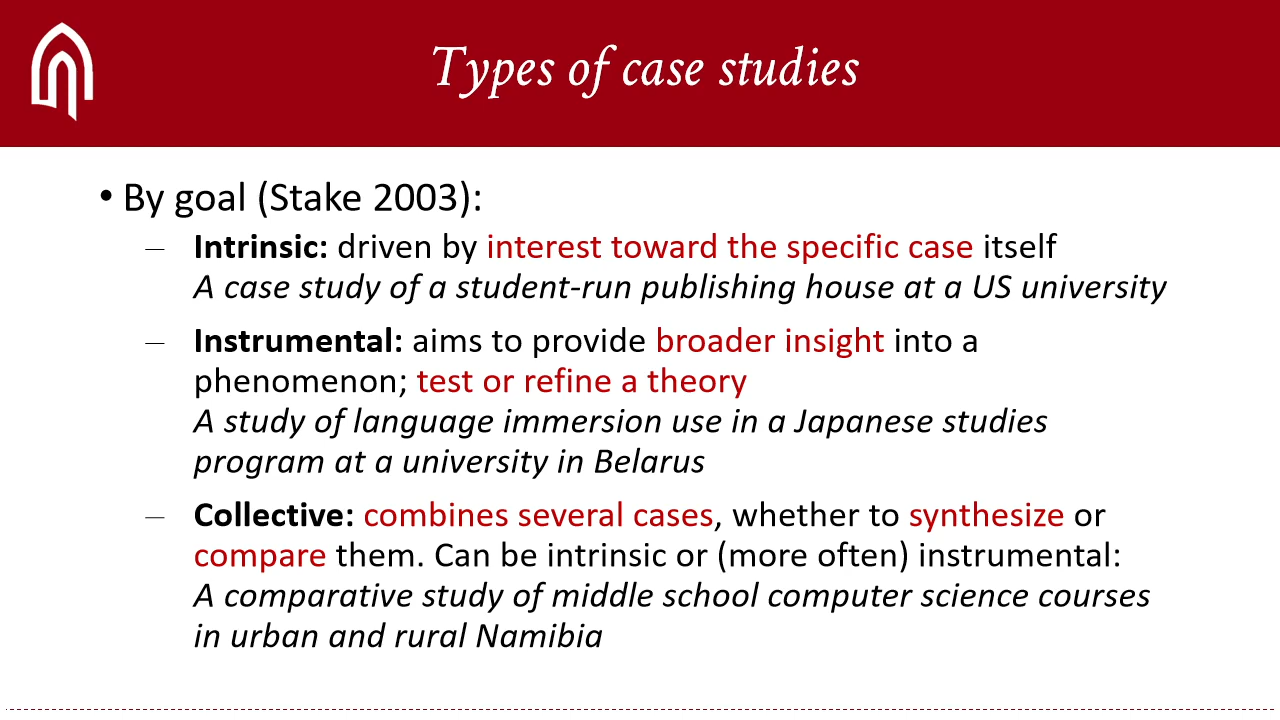 Types of case studies
• By goal (Stake 2003):
– Intrinsic: driven by interest toward the specific case itself
A case study of a student-run publishing house at a US university
– Instrumental: aims to provide broader insight into a
phenomenon; test or refine a theory
A study of language immersion use in a Japanese studies
program at a university in Belarus
– Collective: combines several cases, whether to synthesize or
compare them. Can be intrinsic or (more often) instrumental:
A comparative study of middle school computer science courses
in urban and rural Namibia